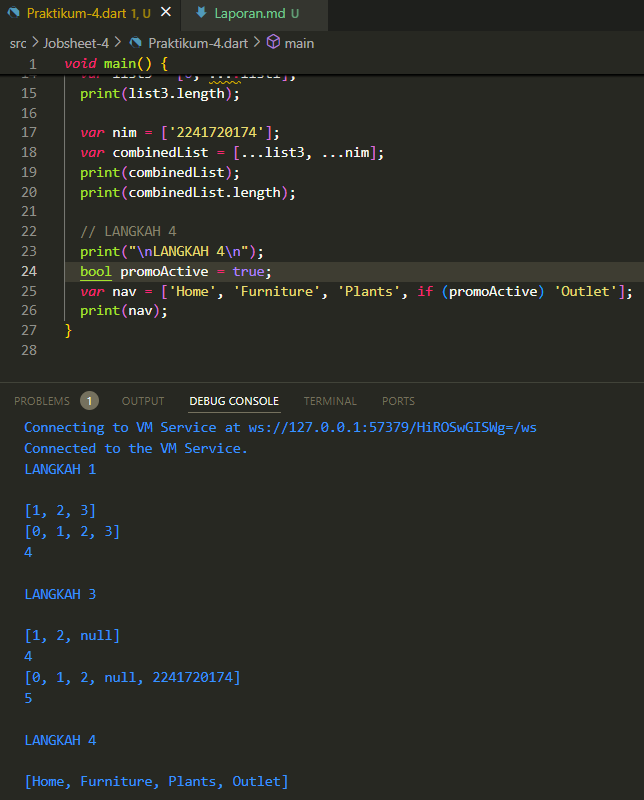 Praktikum-4.dart 1, U
Laporan.md U
src > Jobsheet-4 > Praktikum-4.dart > main
1 void main() {
14 var list3 = [0, ...?list1];
15 print(list3.length);
16
17 var nim = ['2241720174'];
18 var combinedList = [...list3, ...nim];
19 print(combinedList);
20 print(combinedList.length);
21
22 // LANGKAH 4
23 print("\nLANGKAH 4\n");
24 bool promoActive = true;
25 var nav = ['Home', 'Furniture', 'Plants', if (promoActive) 'Outlet'];
26 print(nav);
27 }
28
PROBLEMS 1 OUTPUT DEBUG CONSOLE TERMINAL PORTS
Connecting to VM Service at ws://127.0.0.1:57379/HiROSwGISWg=/ws
Connected to the VM Service.
LANGKAH 1
[1, 2, 3]
[0, 1, 2, 3]
4
LANGKAH 3
[1, 2, null]
4
[0, 1, 2, null, 2241720174]
5
LANGKAH 4
[Home, Furniture, Plants, Outlet]